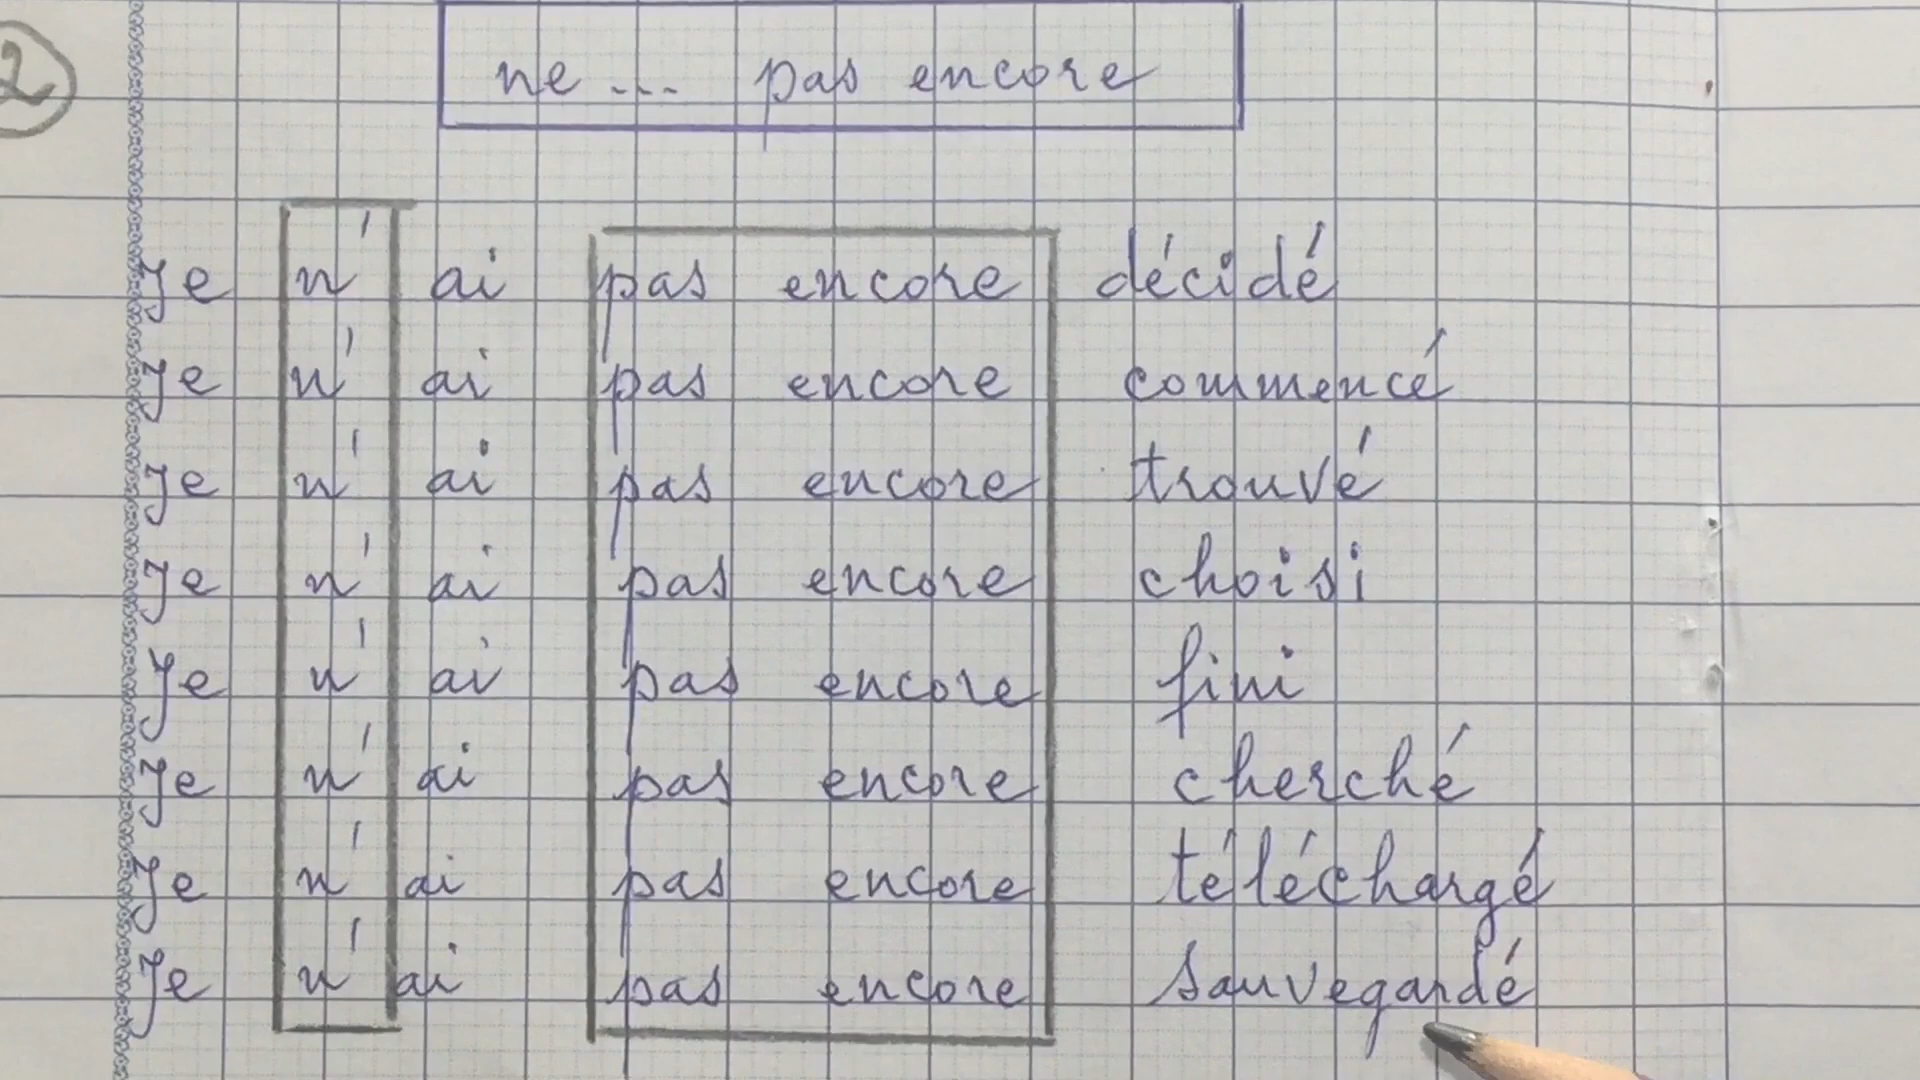 2
ne ... pas encore
Je n'ai pas encore décidé
Je n'ai pas encore commencé
Je n'ai pas encore trouvé
Je n'ai pas encore choisi
Je n'ai pas encore fini
Je n'ai pas encore cherché
Je n'ai pas encore téléchargé
Je n'ai pas encore sauvegardé